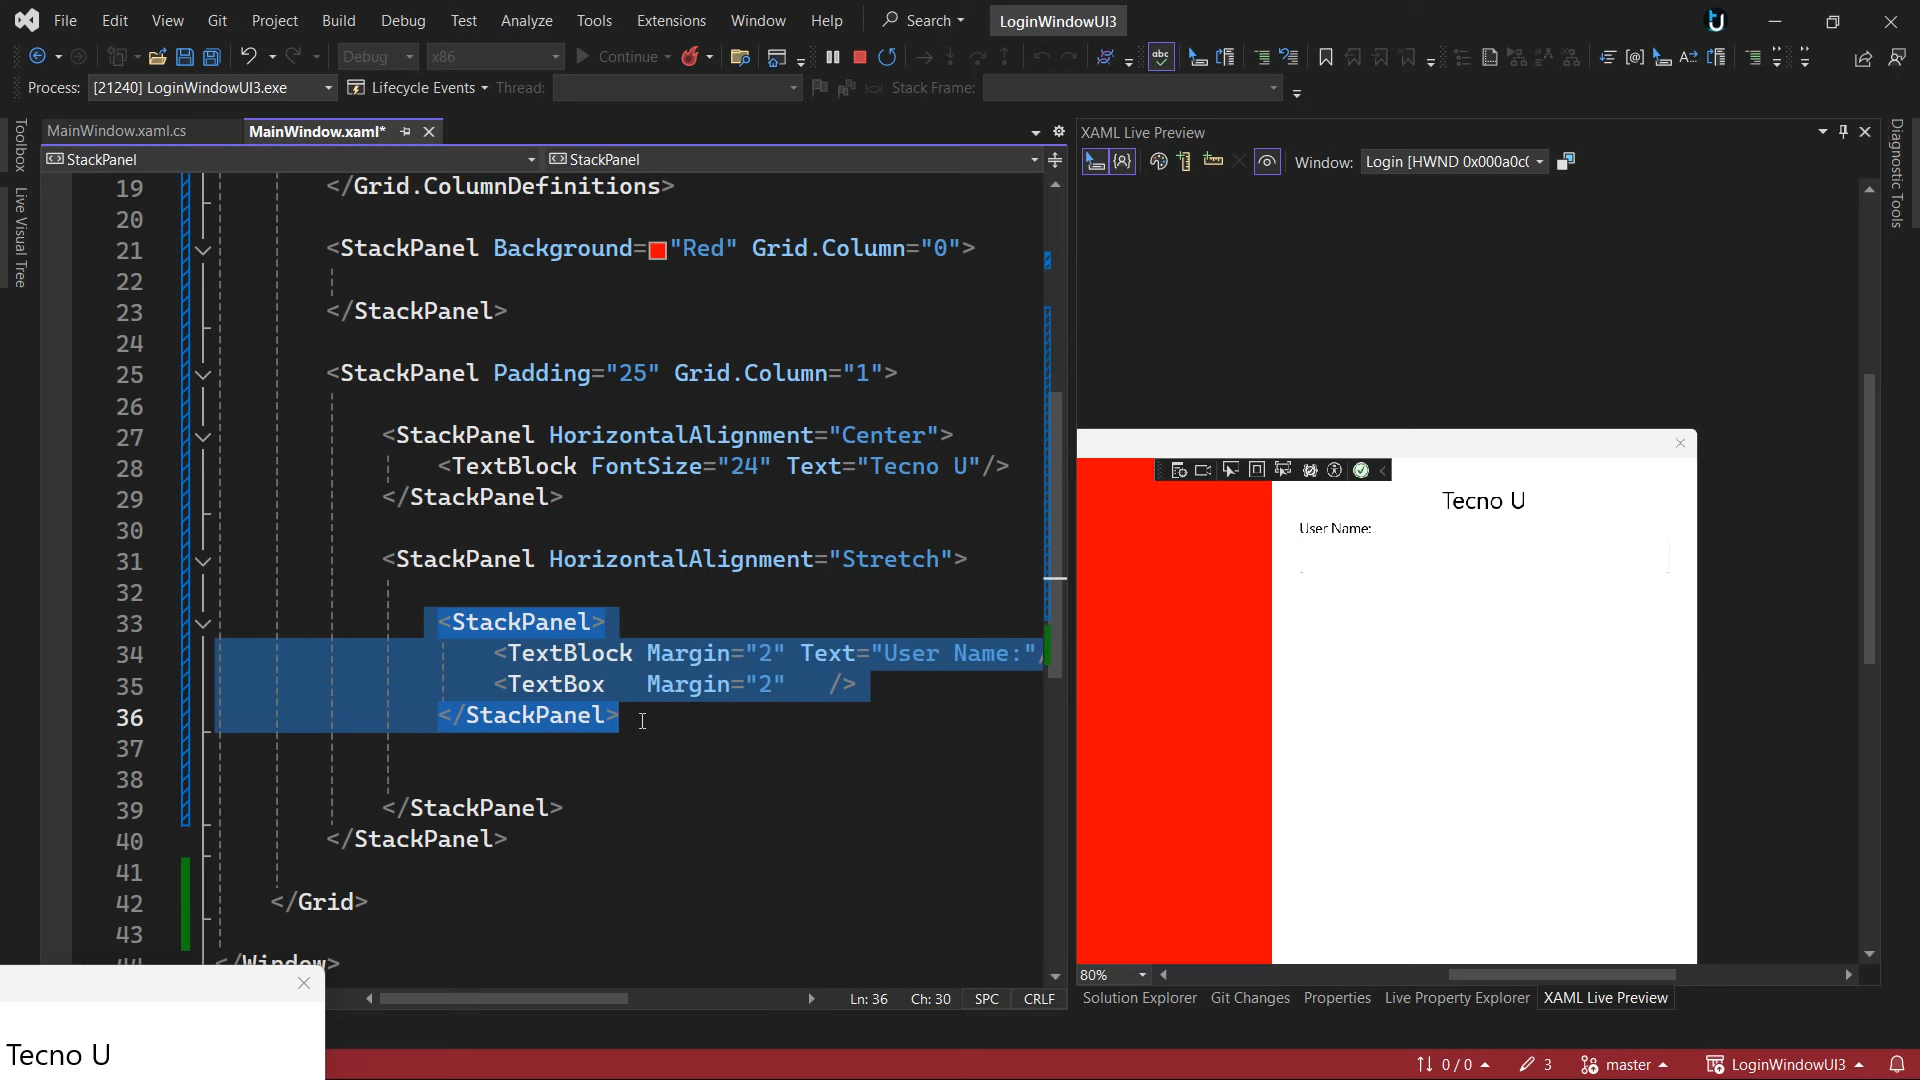 File Edit View Git Project Build Debug Test Analyze Tools Extensions Window Help Search LoginWindowUI3
Debug x86 Continue
Process: [21240] LoginWindowUI3.exe Lifecycle Events Thread: Stack Frame:
Toolbox
Live Visual Tree
MainWindow.xaml.cs MainWindow.xaml*
StackPanel StackPanel
19 </Grid.ColumnDefinitions>
20
21 <StackPanel Background="Red" Grid.Column="0">
22
23 </StackPanel>
24
25 <StackPanel Padding="25" Grid.Column="1">
26
27 <StackPanel HorizontalAlignment="Center">
28 <TextBlock FontSize="24" Text="Tecno U"/>
29 </StackPanel>
30
31 <StackPanel HorizontalAlignment="Stretch">
32
33 <StackPanel>
34 <TextBlock Margin="2" Text="User Name:"/
35 <TextBox Margin="2" />
36 </StackPanel>
37
38
39 </StackPanel>
40 </StackPanel>
41
42 </Grid>
43
44 </Window>
Ln: 36 Ch: 30 SPC CRLF
XAML Live Preview
Window: Login [HWND 0x000a0c
Tecno U
User Name:
80%
Solution Explorer Git Changes Properties Live Property Explorer XAML Live Preview
Diagnostic Tools
Tecno U
0 / 0 3 master LoginWindowUI3